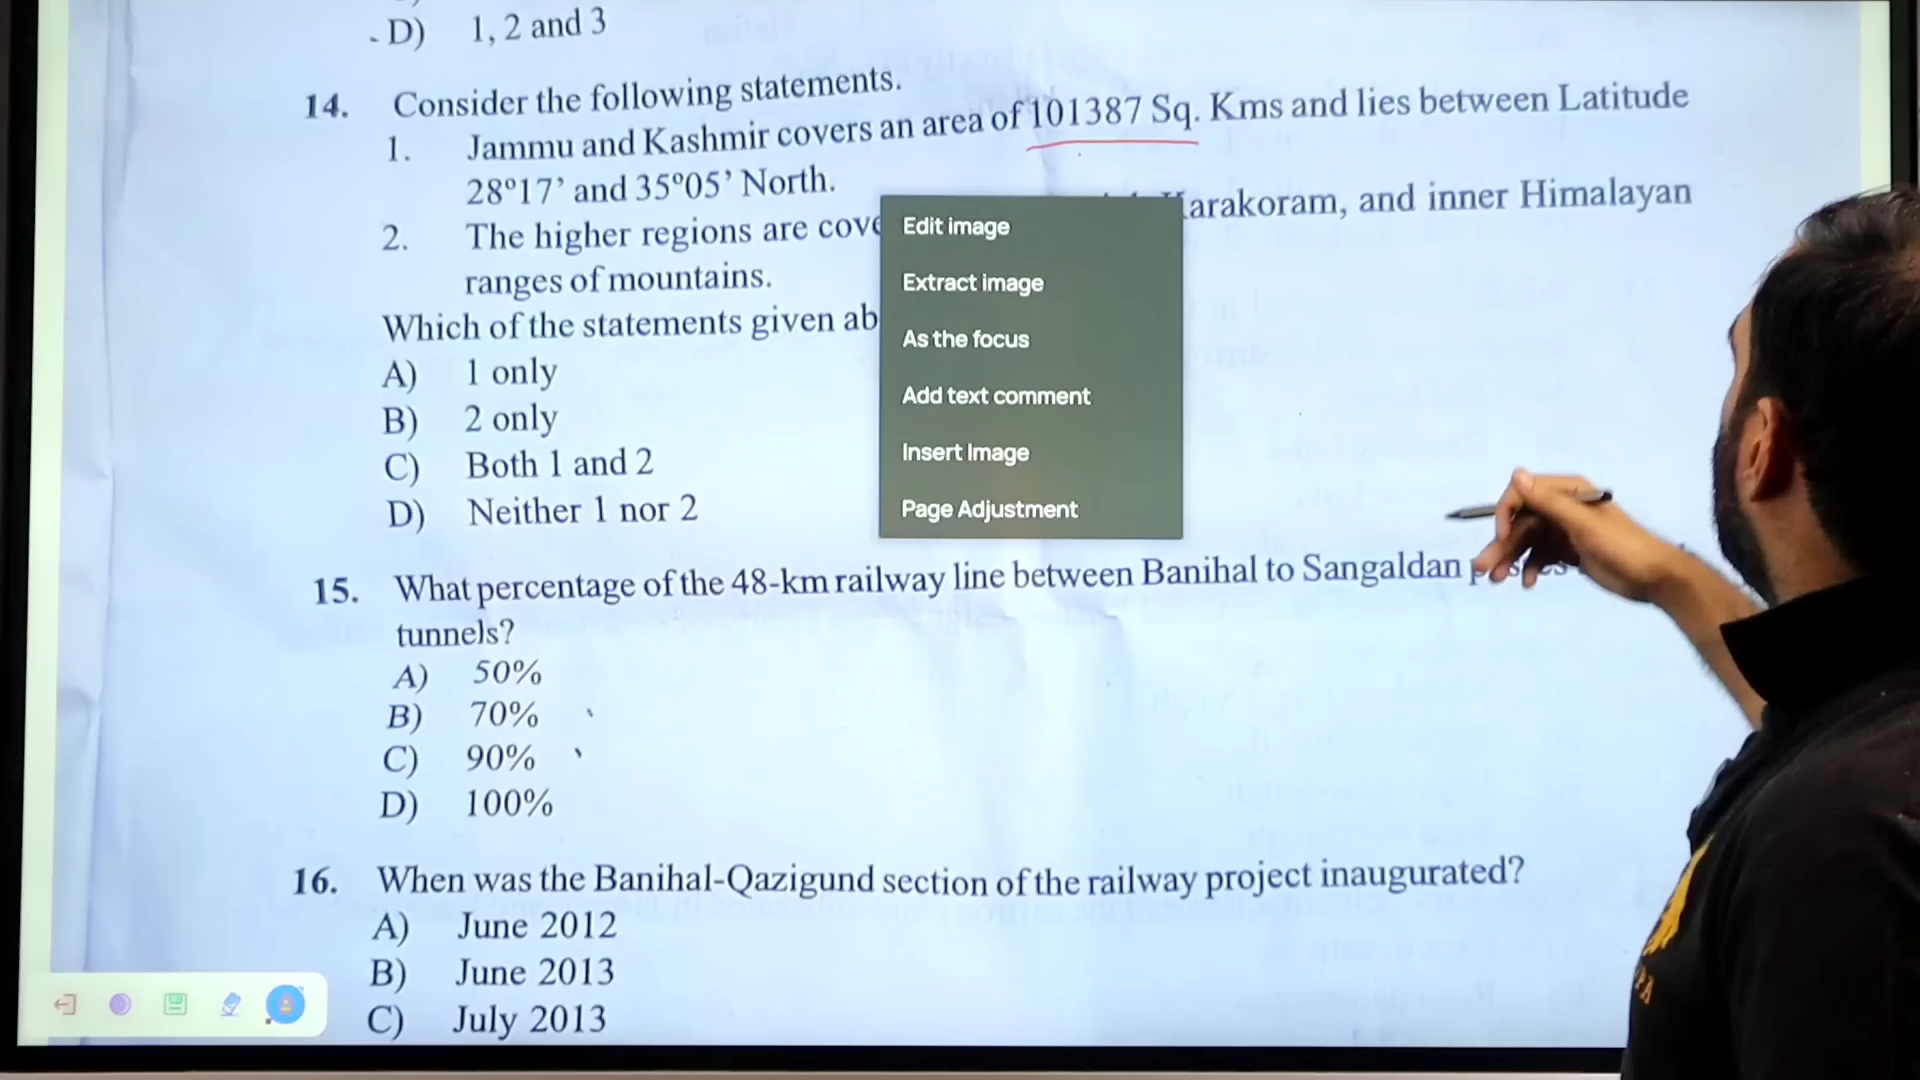 D) 1, 2 and 3
14. Consider the following statements.
1. Jammu and Kashmir covers an area of 101387 Sq. Kms and lies between Latitude
28º17’ and 35º05’ North.
2. The higher regions are cove arakoram, and inner Himalayan
ranges of mountains.
Which of the statements given ab
A) 1 only
B) 2 only
C) Both 1 and 2
D) Neither 1 nor 2
Edit image
Extract image
As the focus
Add text comment
Insert Image
Page Adjustment
15. What percentage of the 48-km railway line between Banihal to Sangaldan
tunnels?
A) 50%
B) 70%
C) 90%
D) 100%
16. When was the Banihal-Qazigund section of the railway project inaugurated?
A) June 2012
B) June 2013
C) July 2013